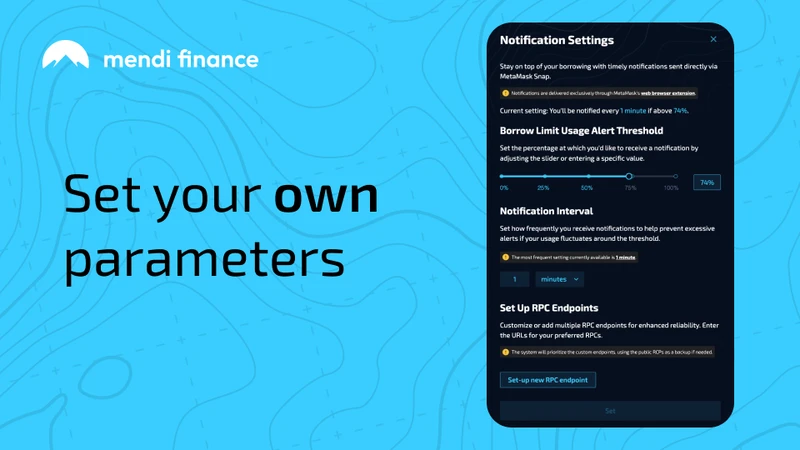 mendi finance
Set your own
parameters
Notification Settings
Stay on top of your borrowing with timely notifications sent directly via
MetaMask Snap.
Notifications are delivered exclusively through MetaMask's web browser extension.
Current setting: You'll be notified every 1 minute if above 74%.
Borrow Limit Usage Alert Threshold
Set the percentage at which you'd like to receive a notification by
adjusting the slider or entering a specific value.
0% 25% 50% 75% 100%
74%
Notification Interval
Set how frequently you receive notifications to help prevent excessive
alerts if your usage fluctuates around the threshold.
The most frequent setting currently available is 1 minute.
1 minutes
Set Up RPC Endpoints
Customize or add multiple RPC endpoints for enhanced reliability. Enter
the URLs for your preferred RPCs.
The system will prioritize the custom endpoints, using the public RCPs as a backup if needed.
Set-up new RPC endpoint
Set